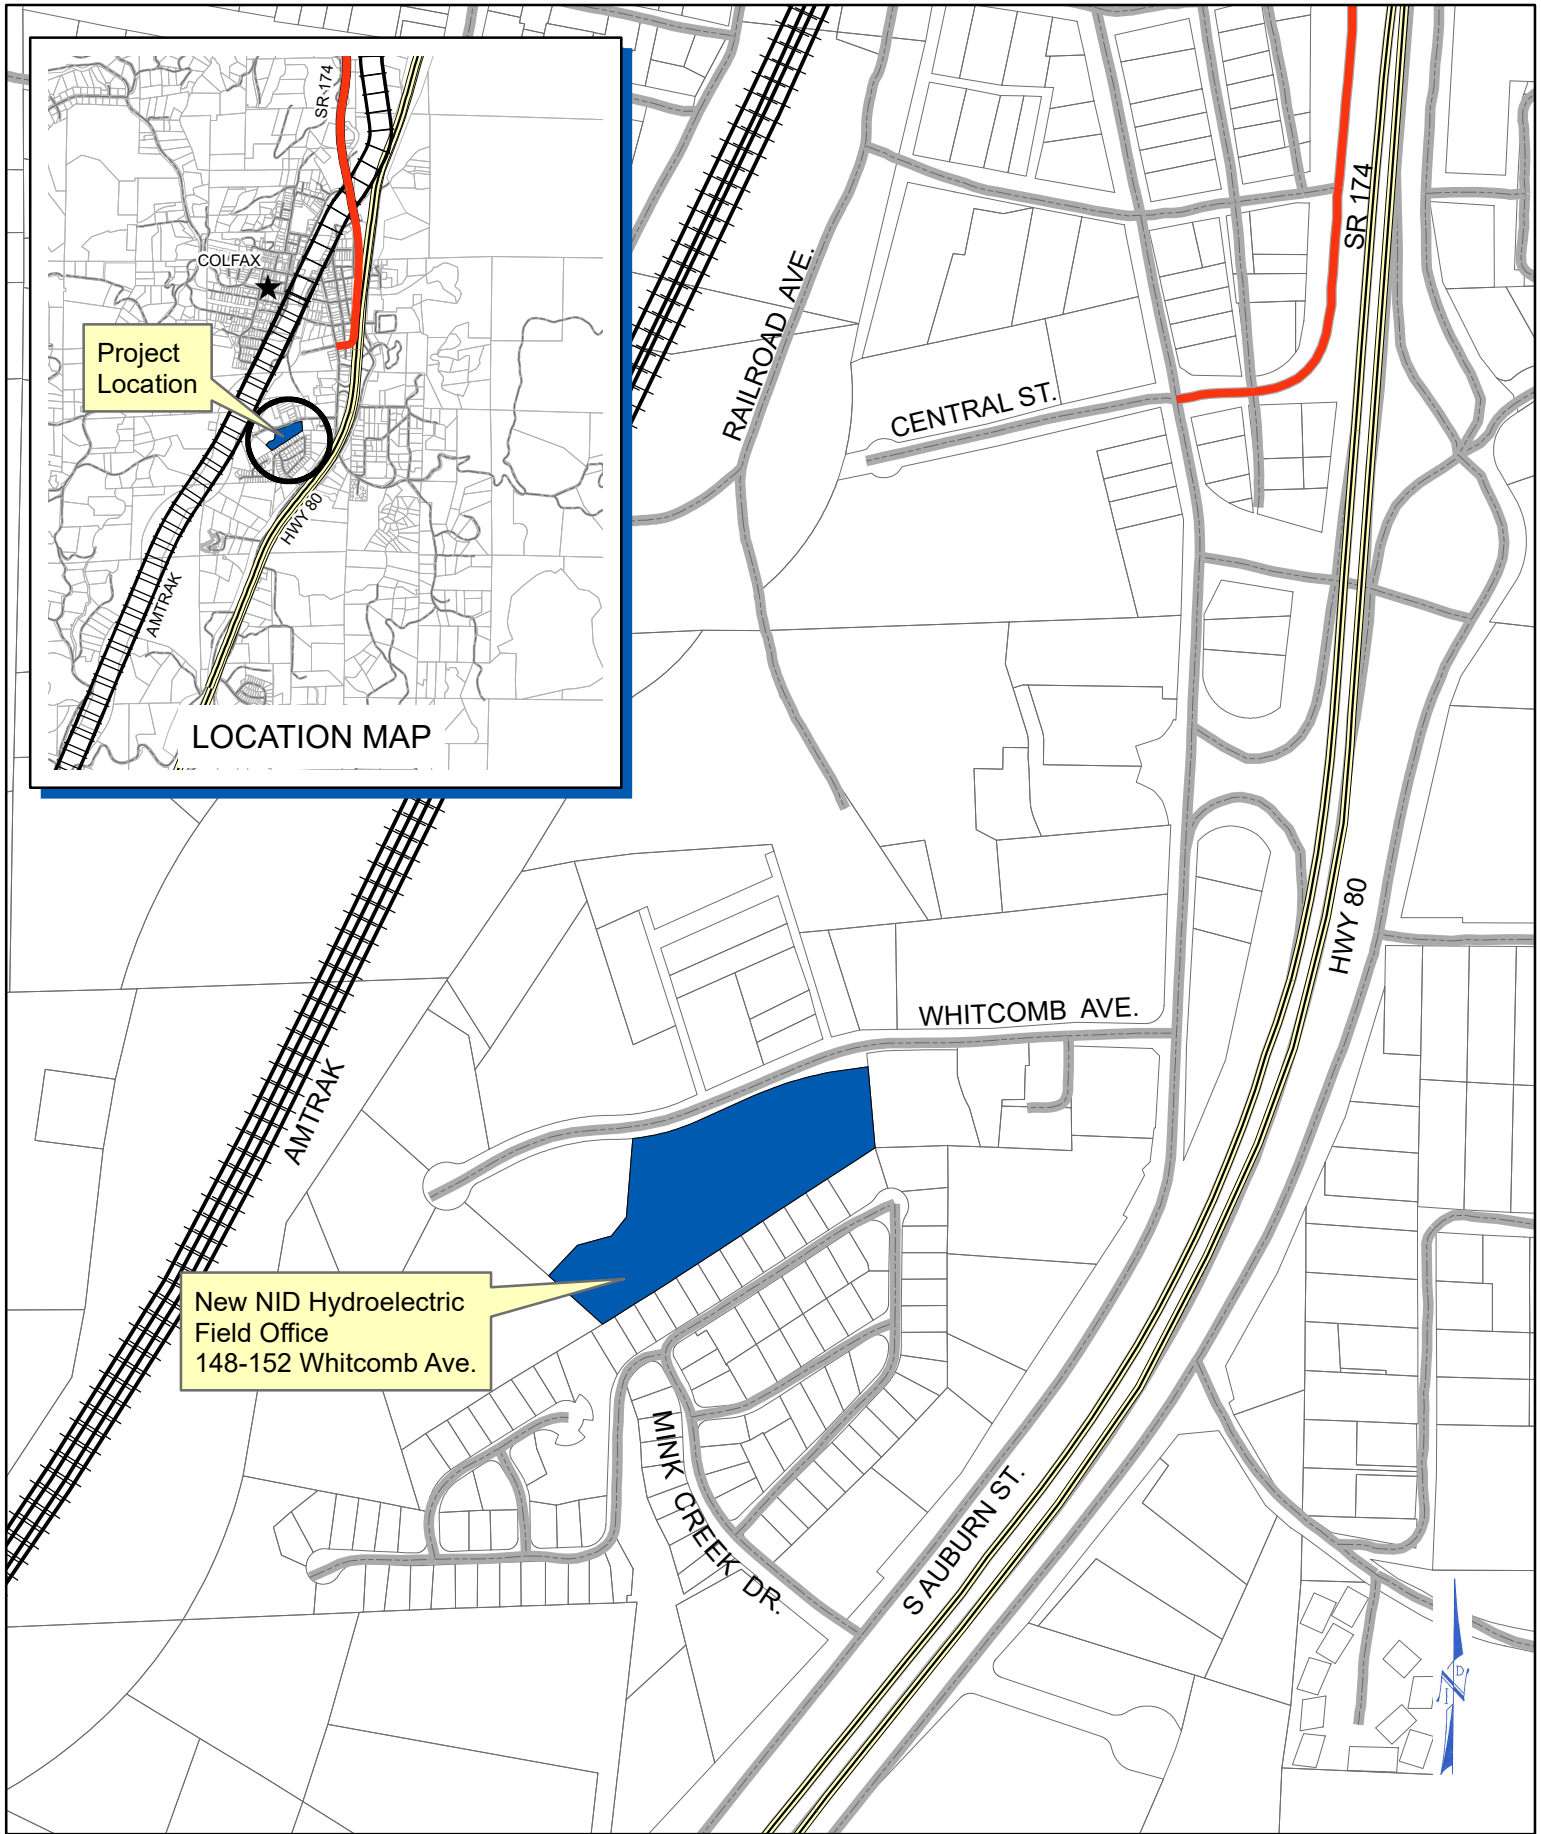 SR-174
COLFAX
Project
Location
HWY 80
AMTRAK
LOCATION MAP
SR 174
RAILROAD AVE.
CENTRAL ST.
HWY 80
WHITCOMB AVE.
AMTRAK
New NID Hydroelectric
Field Office
148-152 Whitcomb Ave.
MINK CREEK DR.
S AUBURN ST.
N
I
D